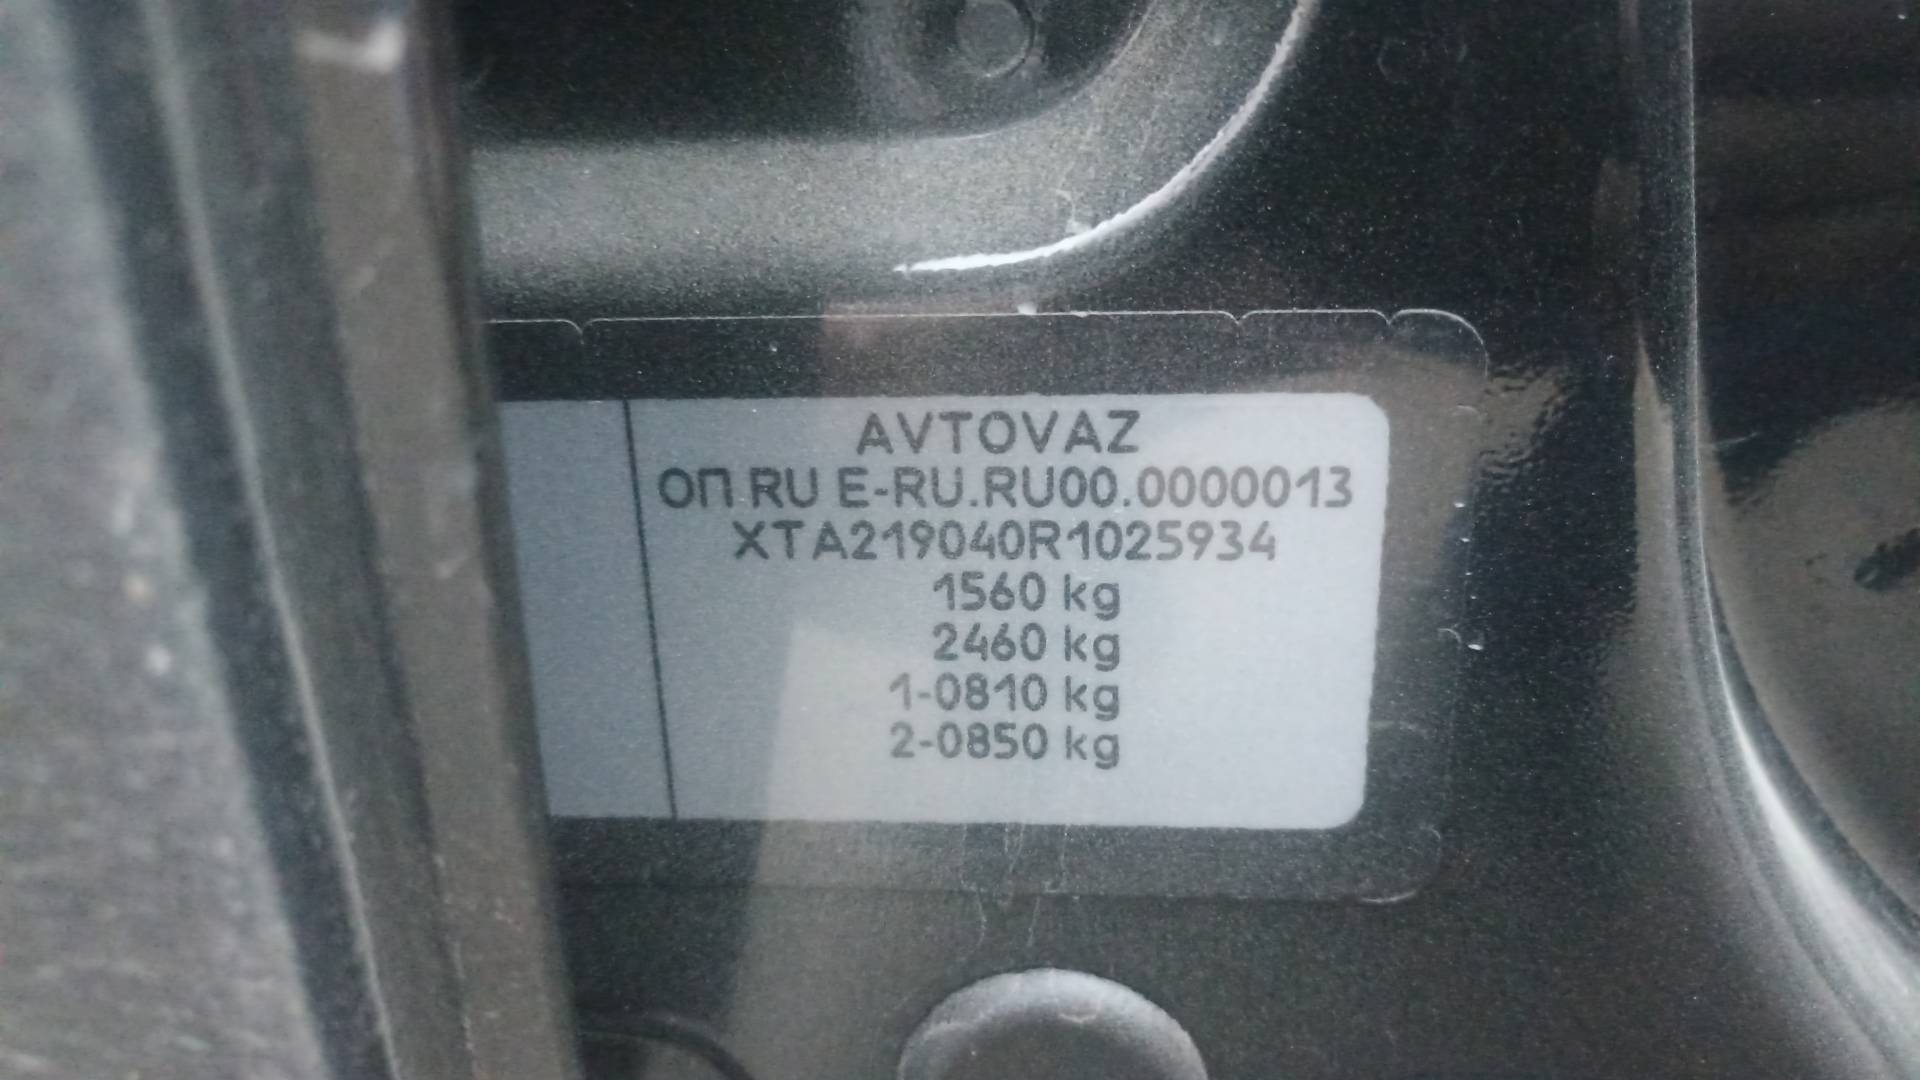 AVTOVAZ
ОП RU E-RU.RU00.0000013
XTA219040R1025934
1560 kg
2460 kg
1-0810 kg
2-0850 kg